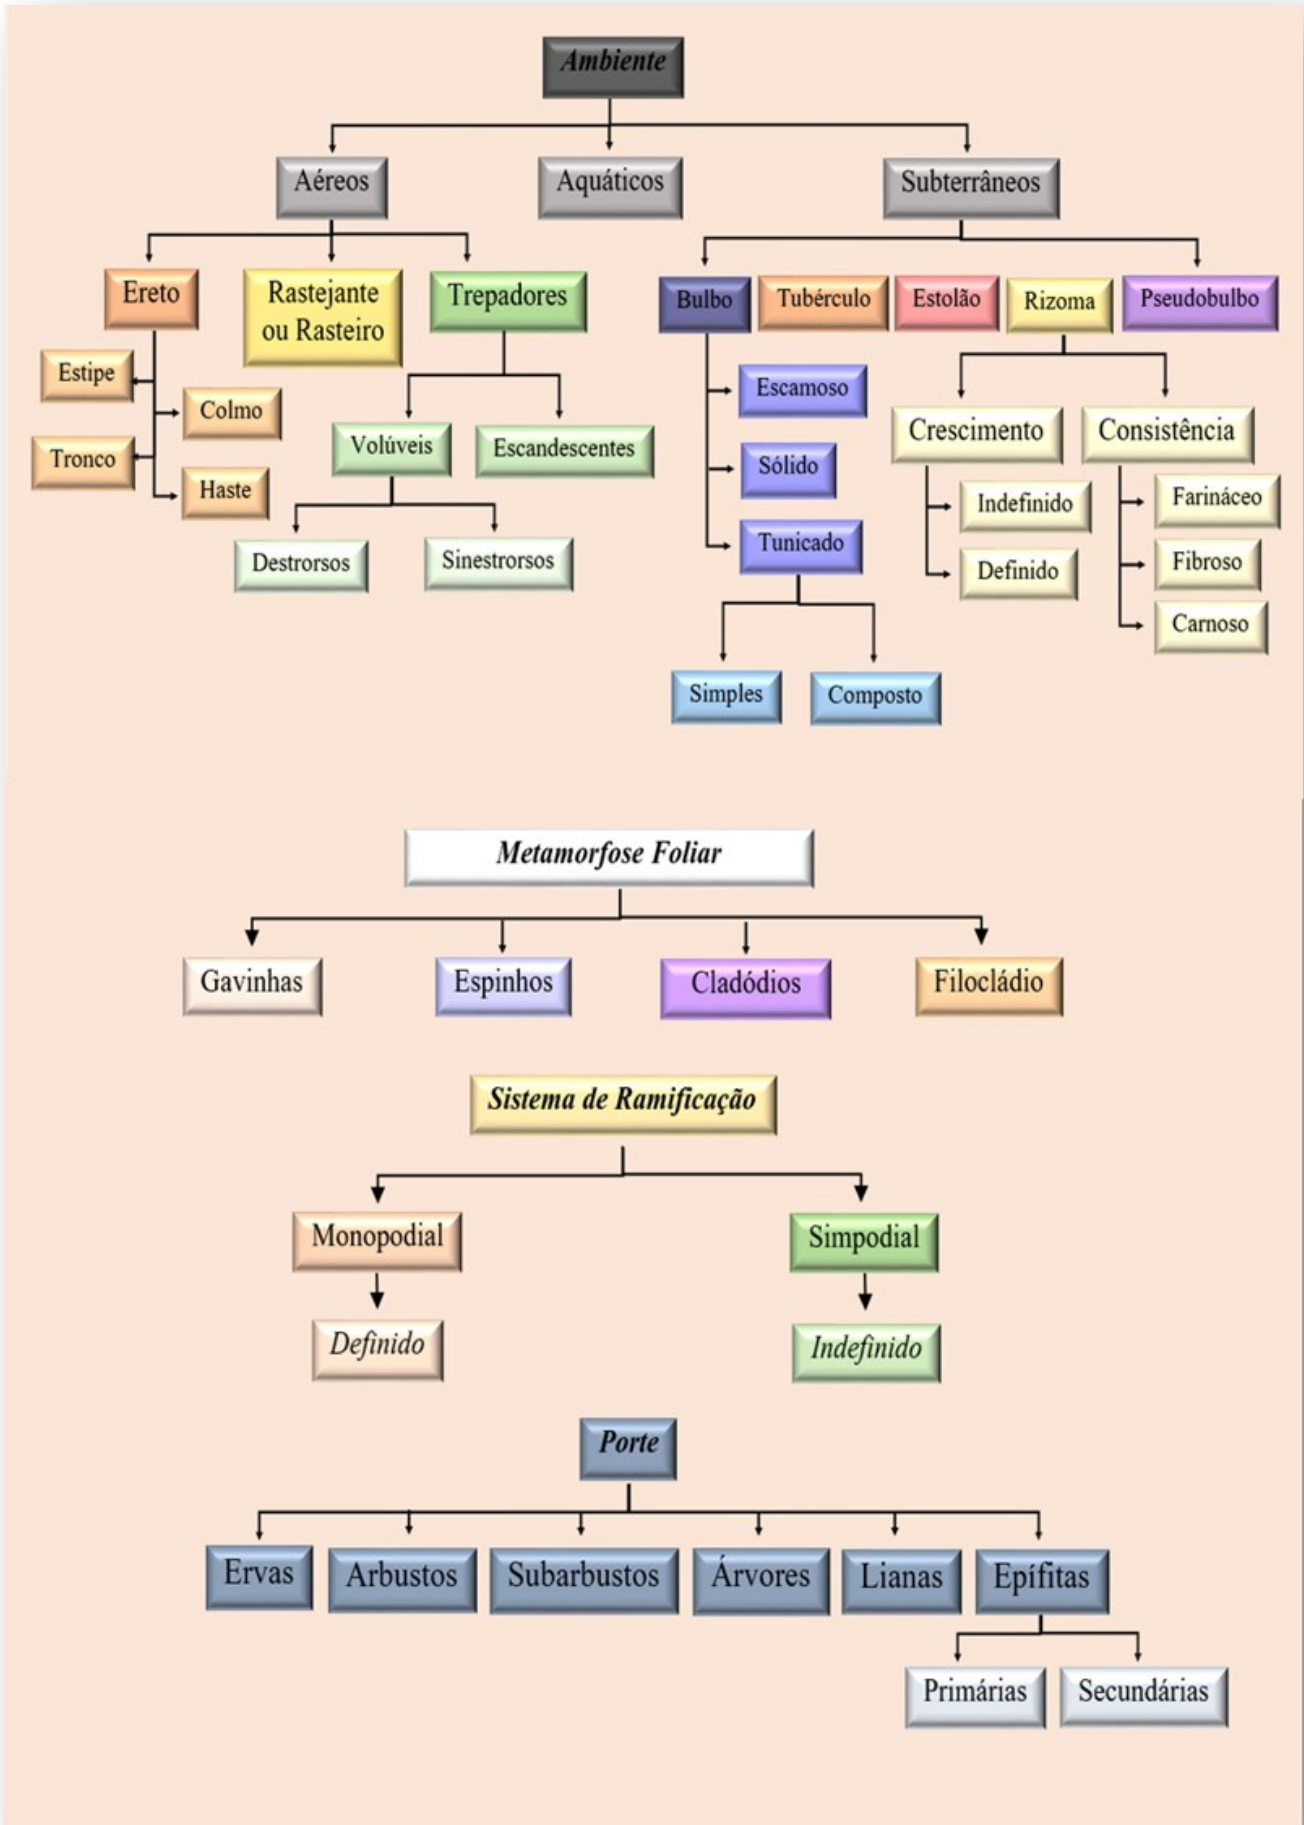 Ambiente
Aéreos
Aquáticos
Subterrâneos
Ereto
Rastejante
ou Rasteiro
Trepadores
Bulbo
Tubérculo
Estolão
Rizoma
Pseudobulbo
Estipe
Colmo
Tronco
Haste
Volúveis
Escandescentes
Destrorsos
Sinestrorsos
Escamoso
Sólido
Tunicado
Simples
Composto
Crescimento
Consistência
Indefinido
Definido
Farináceo
Fibroso
Carnoso
Metamorfose Foliar
Gavinhas
Espinhos
Cladódios
Filocládio
Sistema de Ramificação
Monopodial
Simpodial
Definido
Indefinido
Porte
Ervas
Arbustos
Subarbustos
Árvores
Lianas
Epífitas
Primárias
Secundárias